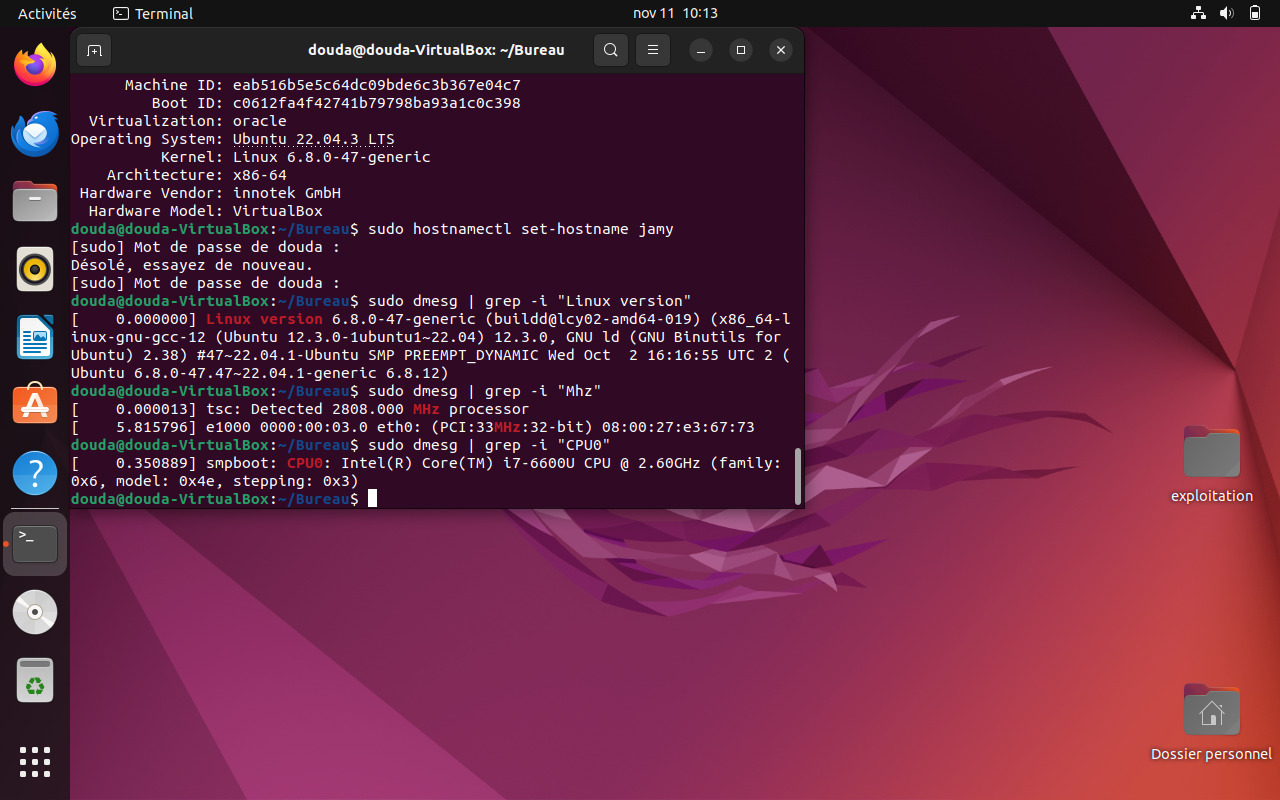 Activités
Terminal
nov 11 10:13
douda@douda-VirtualBox: ~/Bureau
Machine ID: eab516b5e5c64dc09bde6c3b367e04c7
Boot ID: c0612fa4f42741b79798ba93a1c0c398
Virtualization: oracle
Operating System: Ubuntu 22.04.3 LTS
Kernel: Linux 6.8.0-47-generic
Architecture: x86-64
Hardware Vendor: innotek GmbH
Hardware Model: VirtualBox
douda@douda-VirtualBox:~/Bureau$ sudo hostnamectl set-hostname jamy
[sudo] Mot de passe de douda :
Désolé, essayez de nouveau.
[sudo] Mot de passe de douda :
douda@douda-VirtualBox:~/Bureau$ sudo dmesg | grep -i "Linux version"
[    0.000000] Linux version 6.8.0-47-generic (buildd@lcy02-amd64-019) (x86_64-l
inux-gnu-gcc-12 (Ubuntu 12.3.0-1ubuntu1~22.04) 12.3.0, GNU ld (GNU Binutils for
Ubuntu) 2.38) #47~22.04.1-Ubuntu SMP PREEMPT_DYNAMIC Wed Oct  2 16:16:55 UTC 2 (
Ubuntu 6.8.0-47.47~22.04.1-generic 6.8.12)
douda@douda-VirtualBox:~/Bureau$ sudo dmesg | grep -i "Mhz"
[    0.000013] tsc: Detected 2808.000 MHz processor
[    5.815796] e1000 0000:00:03.0 eth0: (PCI:33MHz:32-bit) 08:00:27:e3:67:73
douda@douda-VirtualBox:~/Bureau$ sudo dmesg | grep -i "CPU0"
[    0.350889] smpboot: CPU0: Intel(R) Core(TM) i7-6600U CPU @ 2.60GHz (family:
0x6, model: 0x4e, stepping: 0x3)
douda@douda-VirtualBox:~/Bureau$
exploitation
Dossier personnel